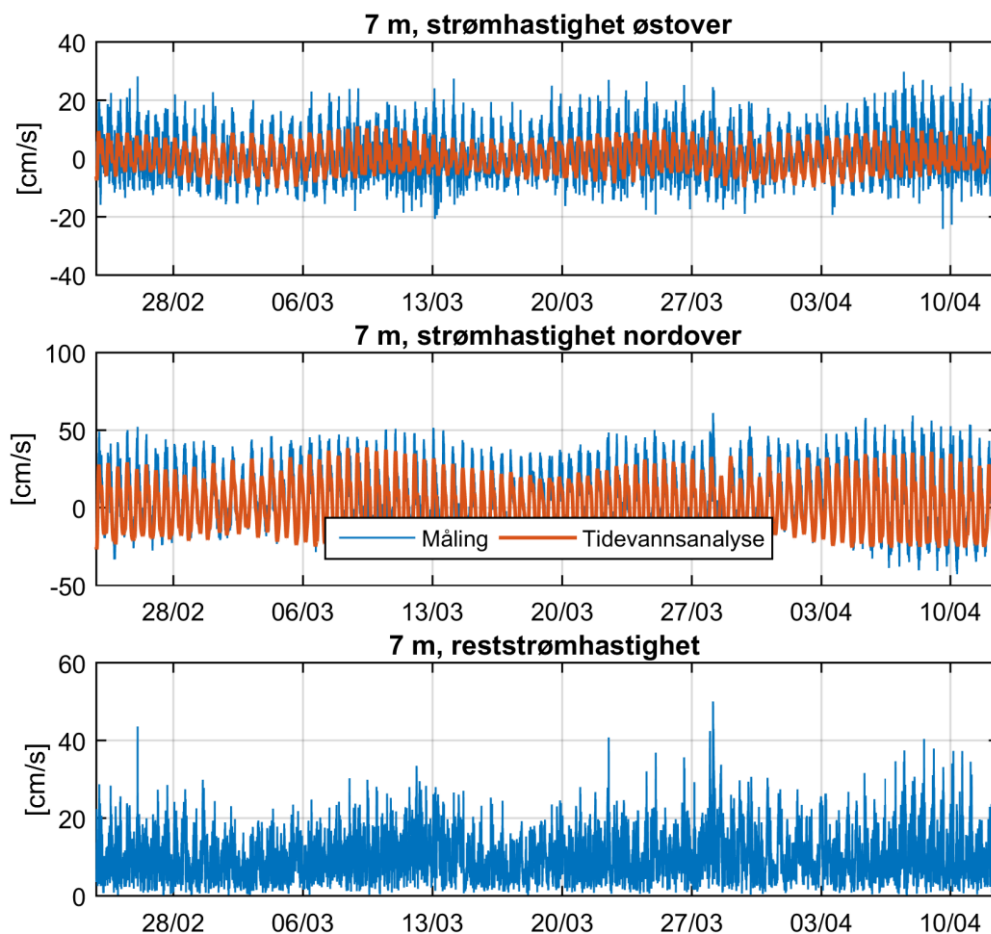 7 m, strømhastighet østover
[cm/s]
40
20
0
-20
-40
28/02 06/03 13/03 20/03 27/03 03/04 10/04
7 m, strømhastighet nordover
[cm/s]
100
50
0
-50
Måling Tidevannsanalyse
28/02 06/03 13/03 20/03 27/03 03/04 10/04
7 m, reststrømhastighet
[cm/s]
60
40
20
0
28/02 06/03 13/03 20/03 27/03 03/04 10/04